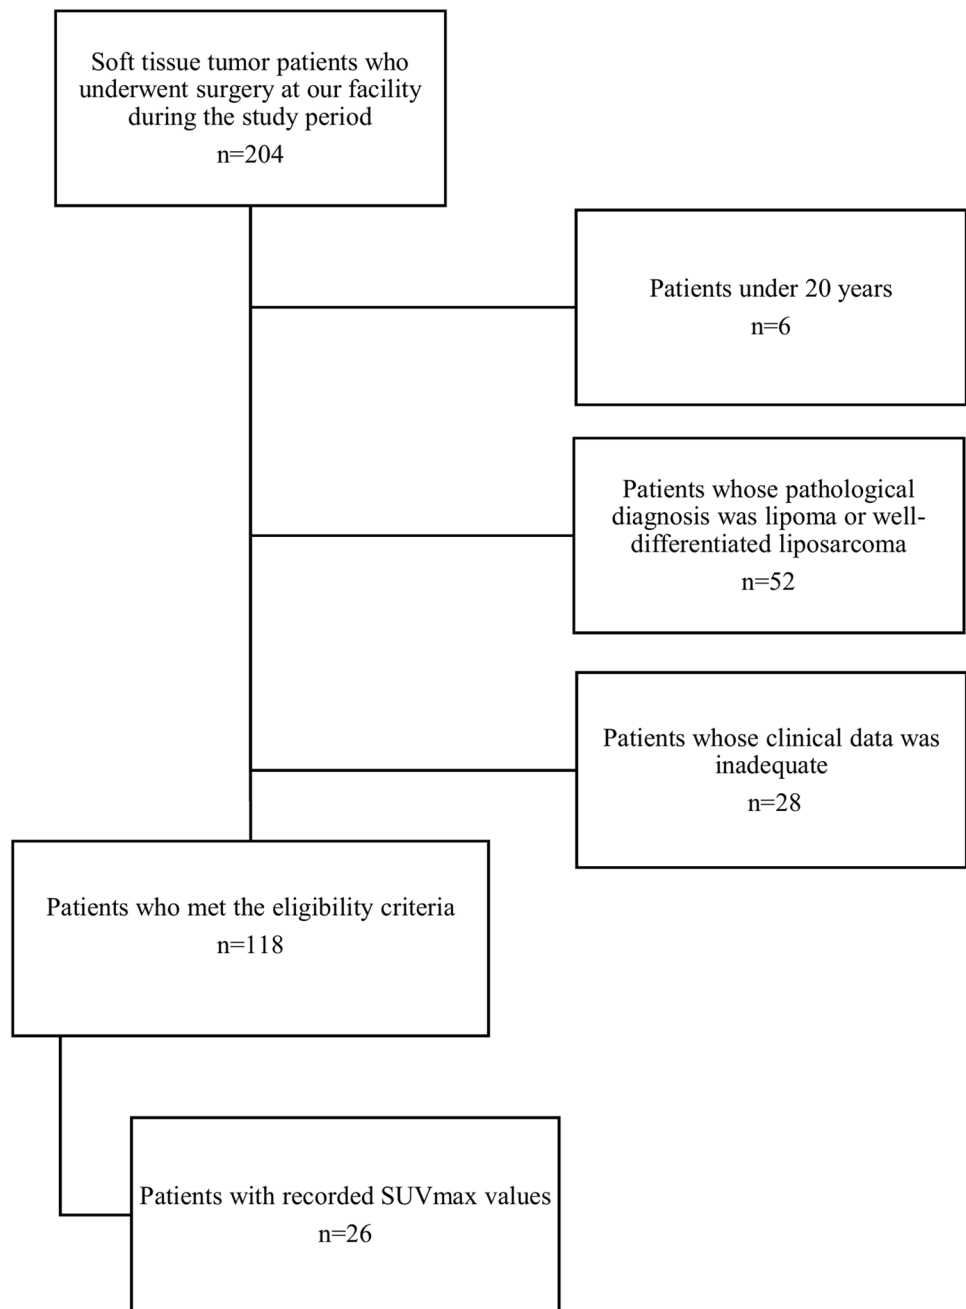 Soft tissue tumor patients who
underwent surgery at our facility
during the study period
n=204
Patients under 20 years
n=6
Patients whose pathological
diagnosis was lipoma or well-
differentiated liposarcoma
n=52
Patients whose clinical data was
inadequate
n=28
Patients who met the eligibility criteria
n=118
Patients with recorded SUVmax values
n=26